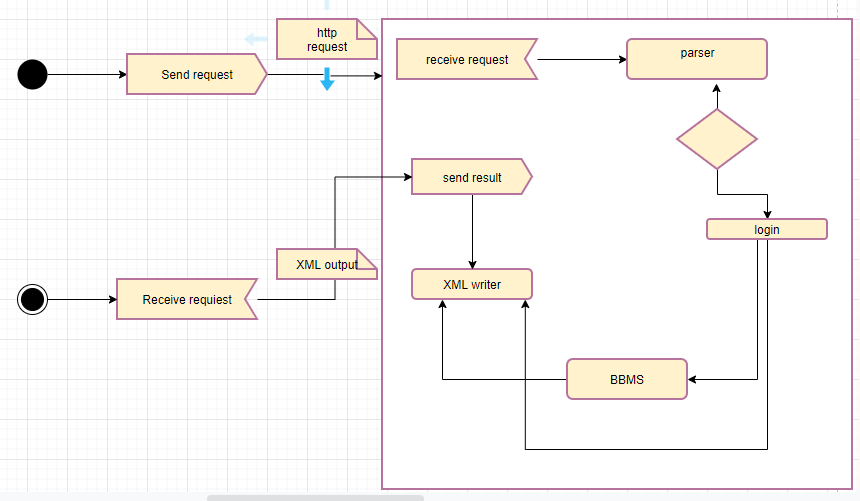 http
request
Send request
receive request
parser
send result
login
XML output
XML writer
Receive requiest
BBMS